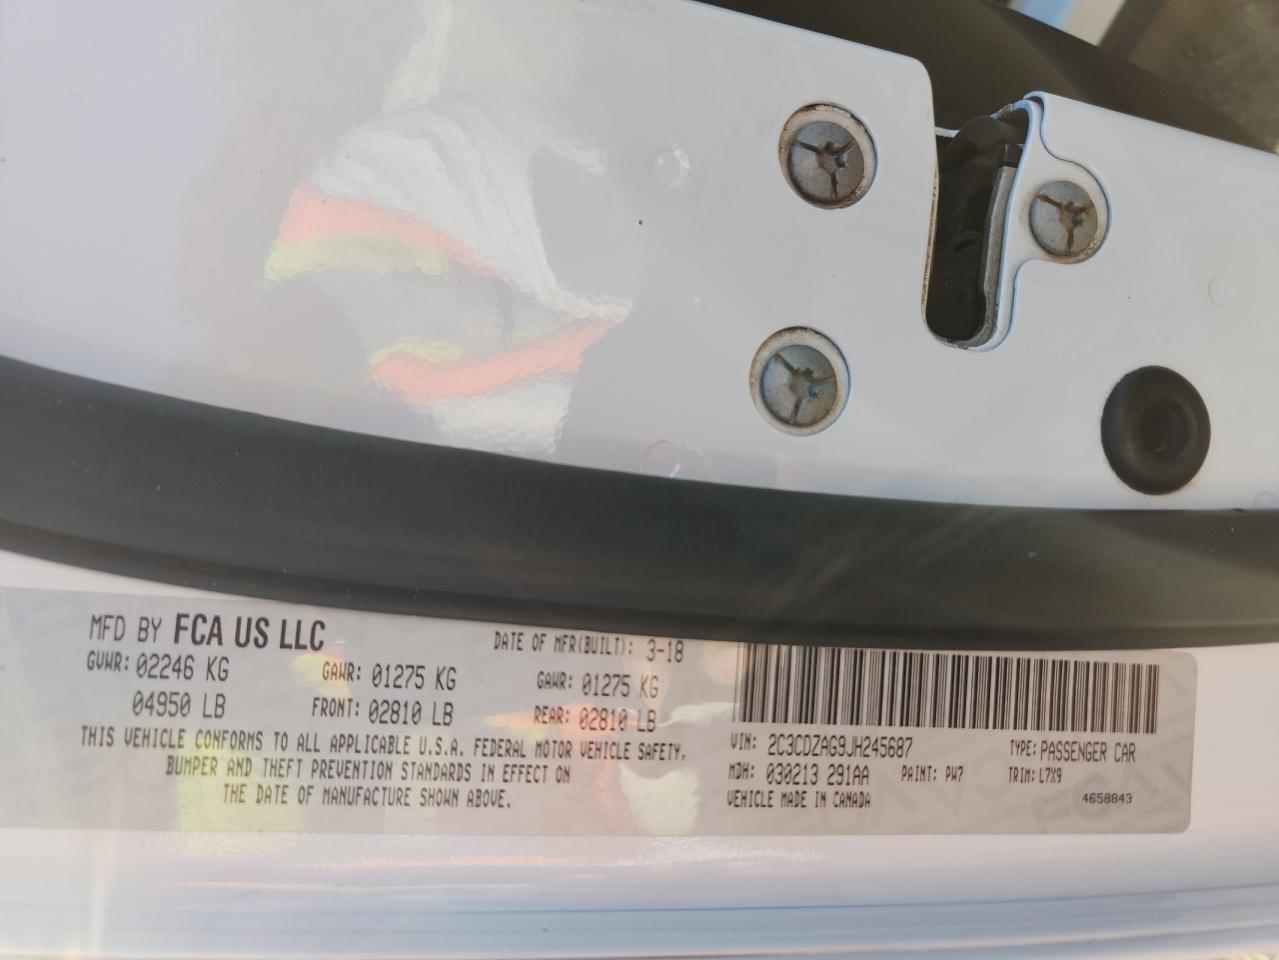 MFD BY FCA US LLC
DATE OF MFR(BUILT): 3-18
GVWR: 02246 KG GAWR: 01275 KG GAWR: 01275 KG
04950 LB FRONT: 02810 LB REAR: 02810 LB
THIS VEHICLE CONFORMS TO ALL APPLICABLE U.S.A. FEDERAL MOTOR VEHICLE SAFETY,
BUMPER AND THEFT PREVENTION STANDARDS IN EFFECT ON
THE DATE OF MANUFACTURE SHOWN ABOVE.
VIN: 2C3CDZAG9JH245687 TYPE: PASSENGER CAR
MDH: 030213 291AA PAINT: PW7 TRIM: L7X9
VEHICLE MADE IN CANADA 4658843